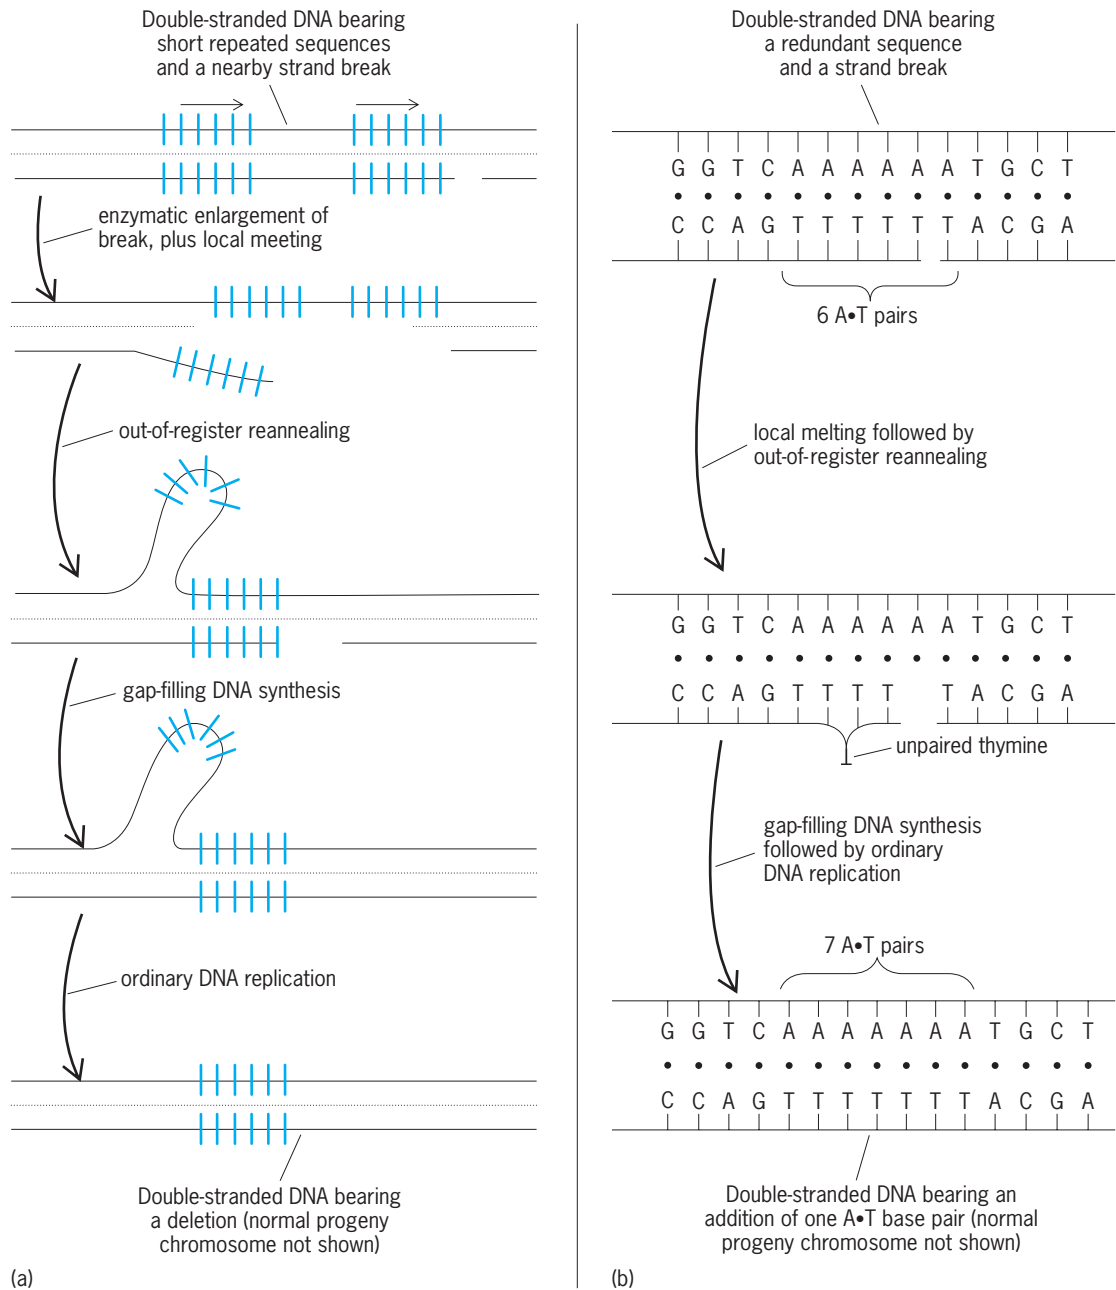 Double-stranded DNA bearing
short repeated sequences
and a nearby strand break
enzymatic enlargement of
break, plus local meeting
out-of-register reannealing
gap-filling DNA synthesis
ordinary DNA replication
Double-stranded DNA bearing
a deletion (normal progeny
chromosome not shown)
(a)
Double-stranded DNA bearing
a redundant sequence
and a strand break
G G T C A A A A A A T G C T
C C A G T T T T T T A C G A
6 A•T pairs
local melting followed by
out-of-register reannealing
G G T C A A A A A A T G C T
C C A G T T T T T A C G A
T
unpaired thymine
gap-filling DNA synthesis
followed by ordinary
DNA replication
7 A•T pairs
G G T C A A A A A A A T G C T
C C A G T T T T T T T A C G A
Double-stranded DNA bearing an
addition of one A•T base pair (normal
progeny chromosome not shown)
(b)